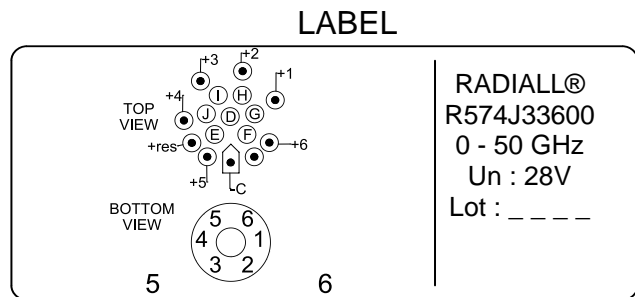 LABEL
+3
+2
+1
+4
I H
TOP
VIEW
J D G
E F
+res
+6
+5
-C
BOTTOM
VIEW
5 6
4 1
3 2
5 6
RADIALL®
R574J33600
0 - 50 GHz
Un : 28V
Lot : _ _ _ _